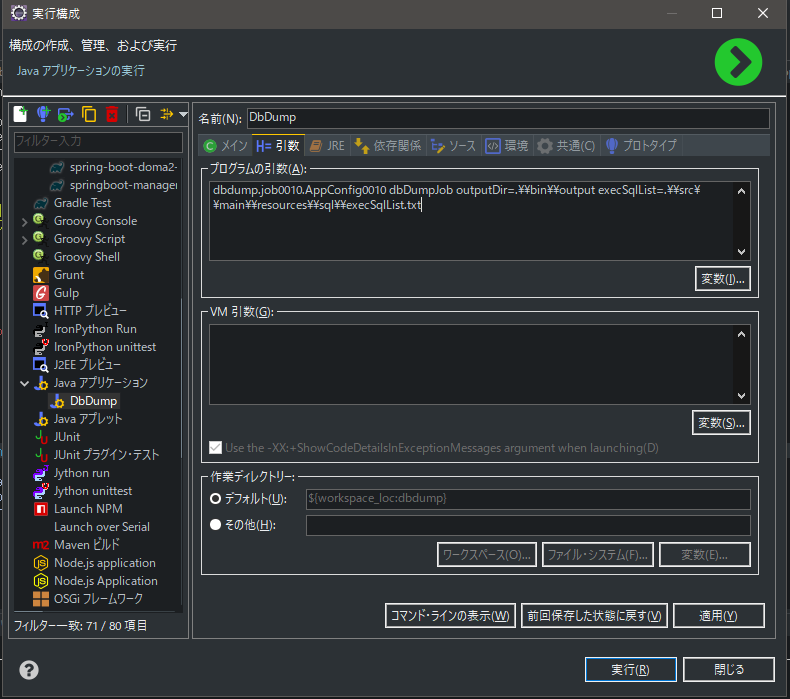 実行構成
構成の作成、管理、および実行
Java アプリケーションの実行
フィルター入力
spring-boot-doma2-
springboot-manager
Gradle Test
Groovy Console
Groovy Script
Groovy Shell
Grunt
Gulp
HTTP プレビュー
IronPython Run
IronPython unittest
J2EE プレビュー
Java アプリケーション
DbDump
Java アプレット
JUnit
JUnit プラグイン・テスト
Jython run
Jython unittest
Launch NPM
Launch over Serial
Maven ビルド
Node.js application
Node.js Application
OSGi フレームワーク
フィルター一致: 71 / 80 項目
名前(N): DbDump
メイン 引数 JRE 依存関係 ソース 環境 共通(C) プロトタイプ
プログラムの引数(A):
dbdump.job0010.AppConfig0010 dbDumpJob outputDir=.¥¥bin¥¥output execSqlList=.¥¥src¥
¥main¥¥resources¥¥sql¥¥execSqlList.txt
変数(I)...
VM 引数(G):
変数(S)...
Use the -XX:+ShowCodeDetailsInExceptionMessages argument when launching(D)
作業ディレクトリー:
デフォルト(U): ${workspace_loc:dbdump}
その他(H):
ワークスペース(O)... ファイル・システム(F)... 変数(E)...
コマンド・ラインの表示(W) 前回保存した状態に戻す(V) 適用(Y)
実行(R) 閉じる